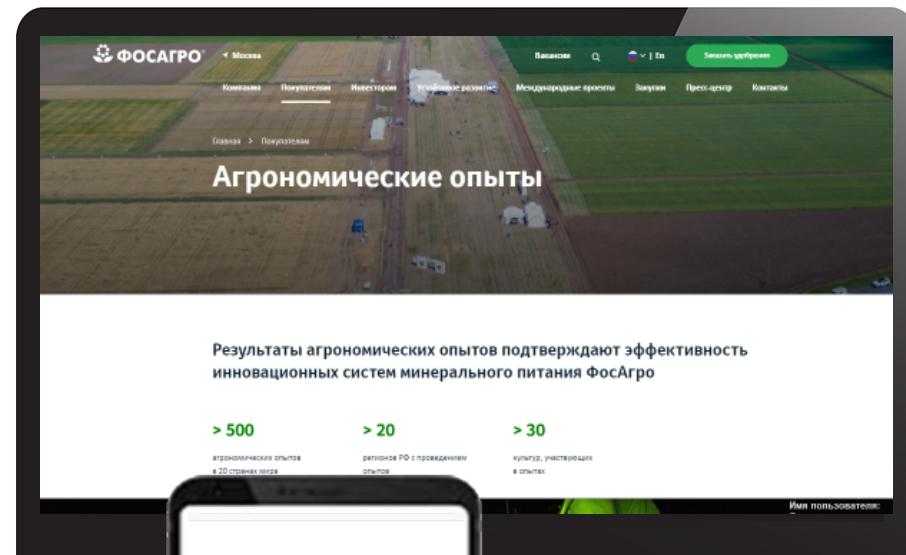 ФОСАГРО
Москва
Вакансии
| En
Заказать удобрения
Компания Покупателям Инвесторам Устойчивое развитие Международные проекты Закупки Пресс-центр Контакты
Главная > Покупателям
Агрономические опыты
Результаты агрономических опытов подтверждают эффективность
инновационных систем минерального питания ФосАгро
> 500
> 20
> 30
агрономических опытов
в 20 странах мира
регионов РФ с проведением
опытов
культур, участвующих
в опытах
Имя пользователя: